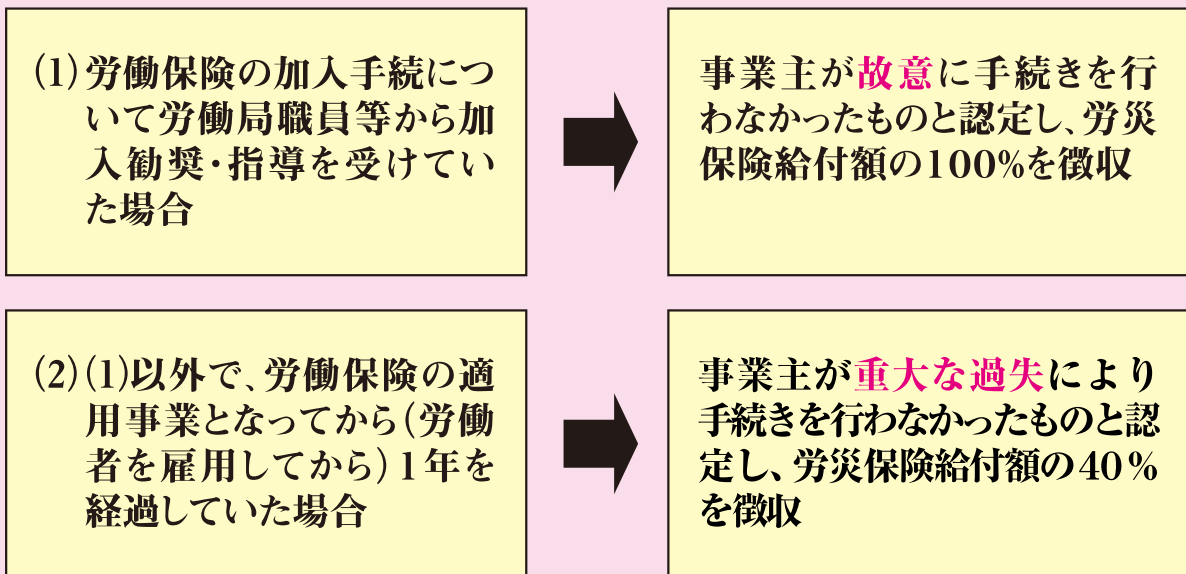 (1)労働保険の加入手続につ
いて労働局職員等から加
入勧奨・指導を受けてい
た場合
事業主が故意に手続きを行
わなかったものと認定し、労災
保険給付額の100%を徴収
(2)(1)以外で、労働保険の適
用事業となってから(労働
者を雇用してから)1年を
経過していた場合
事業主が重大な過失により
手続きを行わなかったものと認
定し、労災保険給付額の40%
を徴収